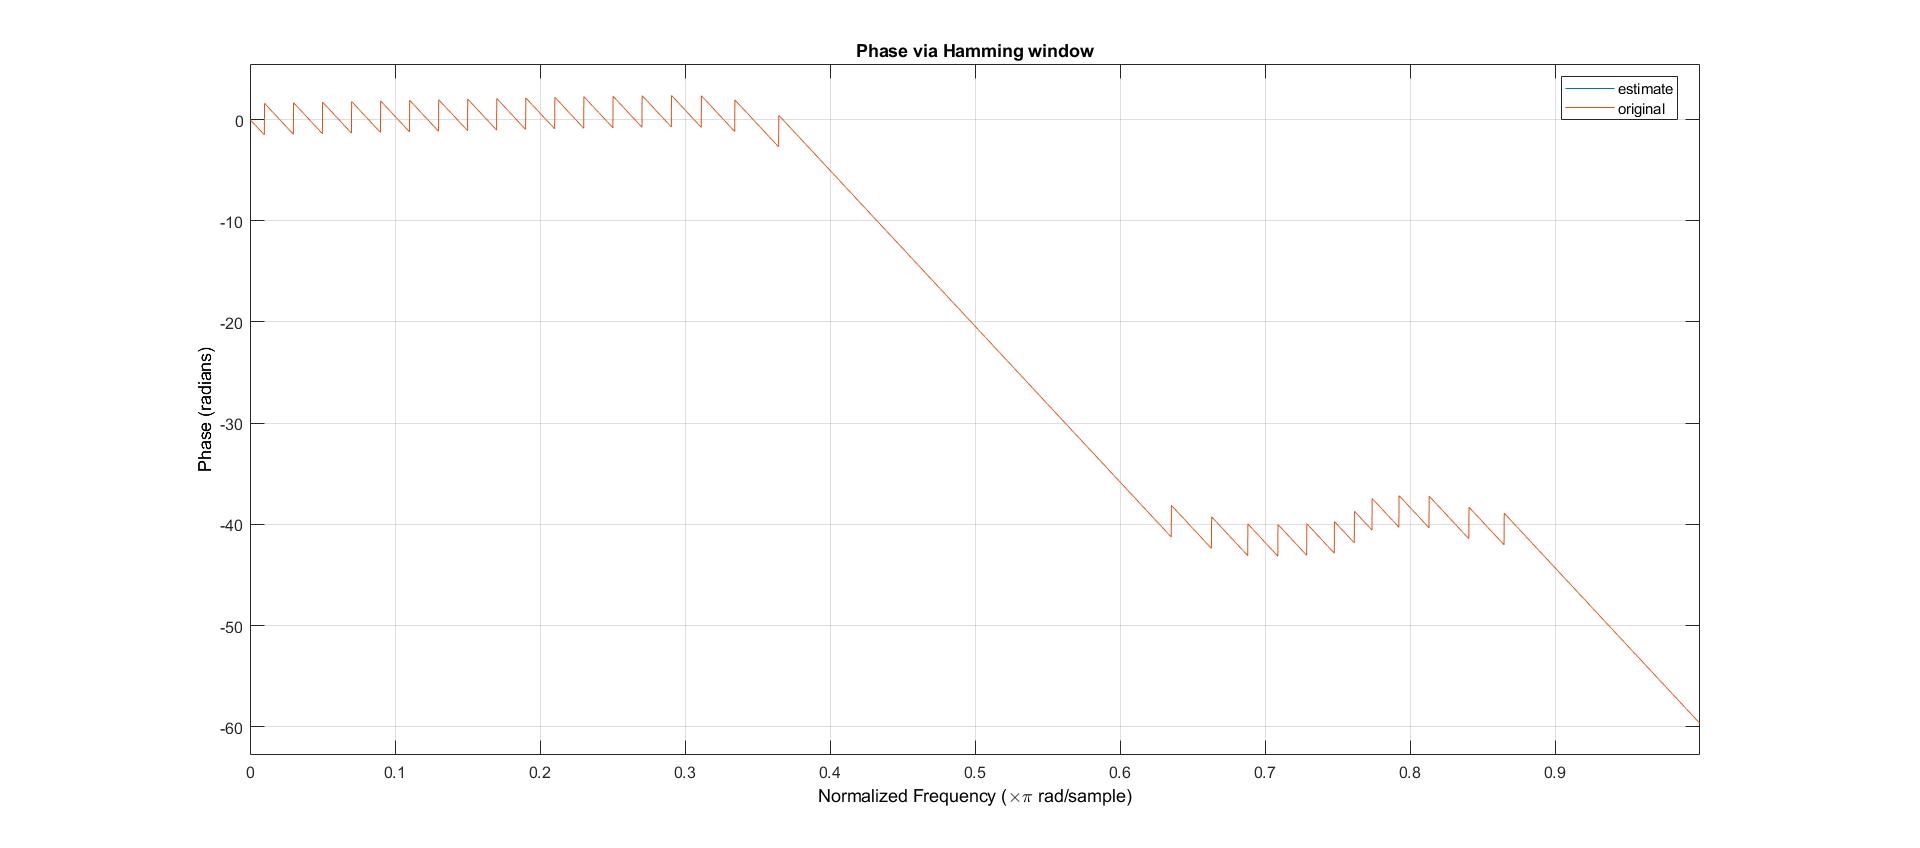 Phase via Hamming window
estimate
original
0
-10
-20
-30
-40
-50
-60
Phase (radians)
0 0.1 0.2 0.3 0.4 0.5 0.6 0.7 0.8 0.9
Normalized Frequency (×π rad/sample)